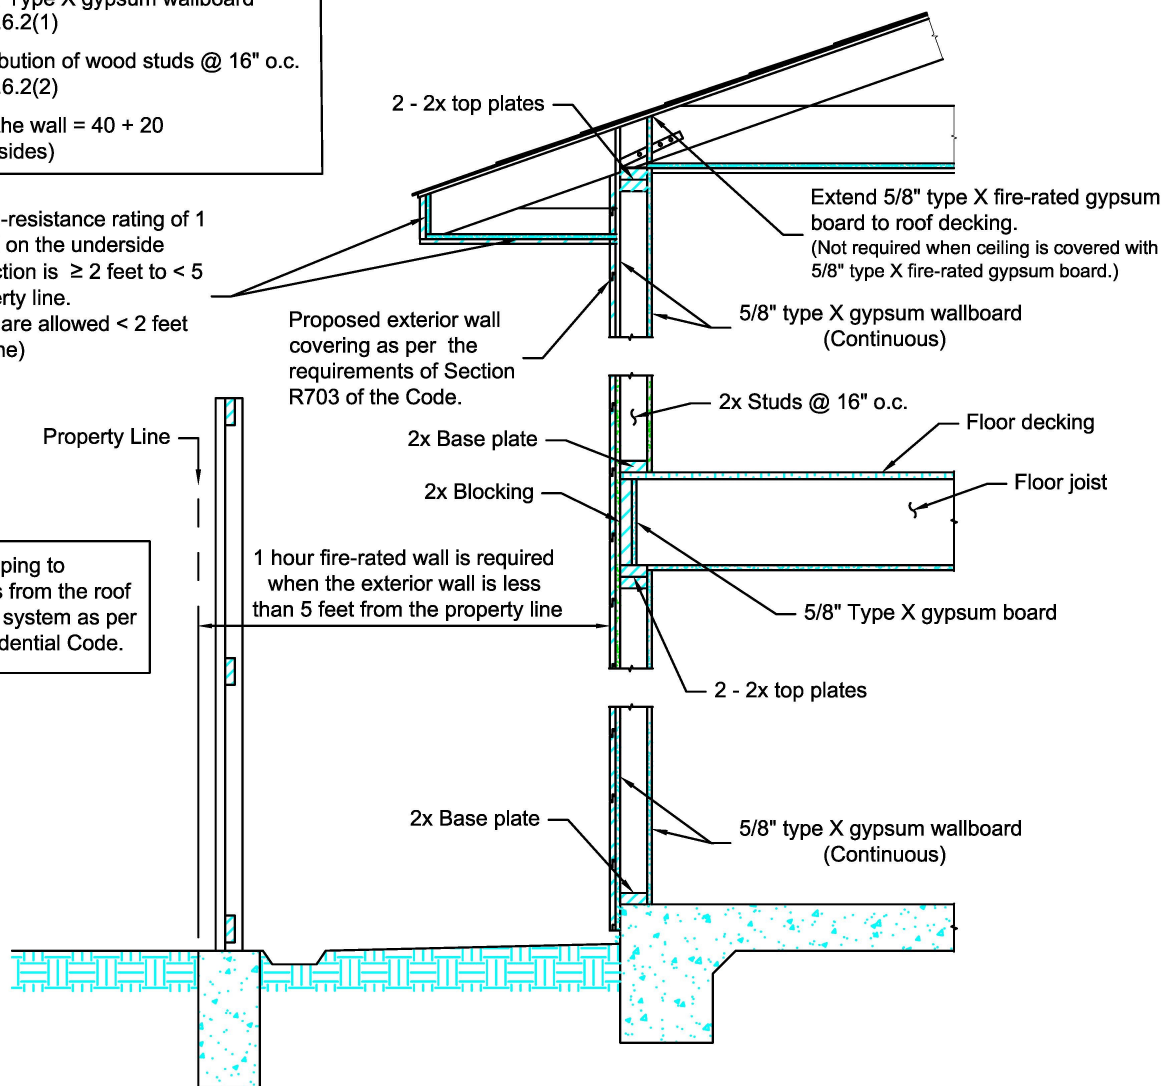 Type X gypsum wallboard
.6.2(1)
bution of wood studs @ 16" o.c.
.6.2(2)
the wall = 40 + 20
sides)
2 - 2x top plates
-resistance rating of 1
on the underside
ction is ≥ 2 feet to < 5
erty line.
are allowed < 2 feet
ne)
Extend 5/8" type X fire-rated gypsum
board to roof decking.
(Not required when ceiling is covered with
5/8" type X fire-rated gypsum board.)
Proposed exterior wall
covering as per the
requirements of Section
R703 of the Code.
5/8" type X gypsum wallboard
(Continuous)
2x Studs @ 16" o.c.
Property Line
2x Base plate
Floor decking
2x Blocking
Floor joist
ping to
s from the roof
system as per
dential Code.
1 hour fire-rated wall is required
when the exterior wall is less
than 5 feet from the property line
5/8" Type X gypsum board
2 - 2x top plates
2x Base plate
5/8" type X gypsum wallboard
(Continuous)